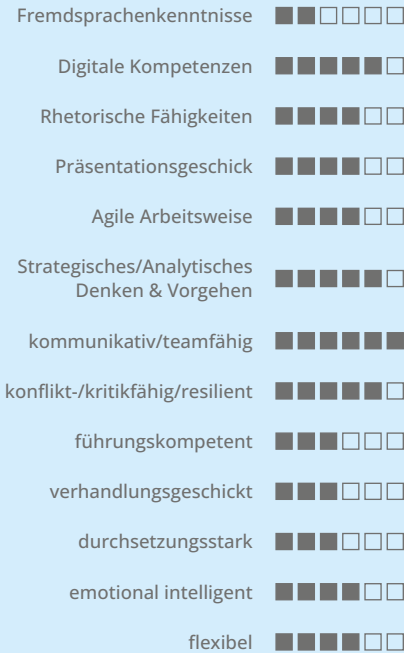 Fremdsprachenkenntnisse
Digitale Kompetenzen
Rhetorische Fähigkeiten
Präsentationsgeschick
Agile Arbeitsweise
Strategisches/Analytisches
Denken & Vorgehen
kommunikativ/teamfähig
konflikt-/kritikfähig/resilient
führungskompetent
verhandlungsgeschickt
durchsetzungsstark
emotional intelligent
flexibel